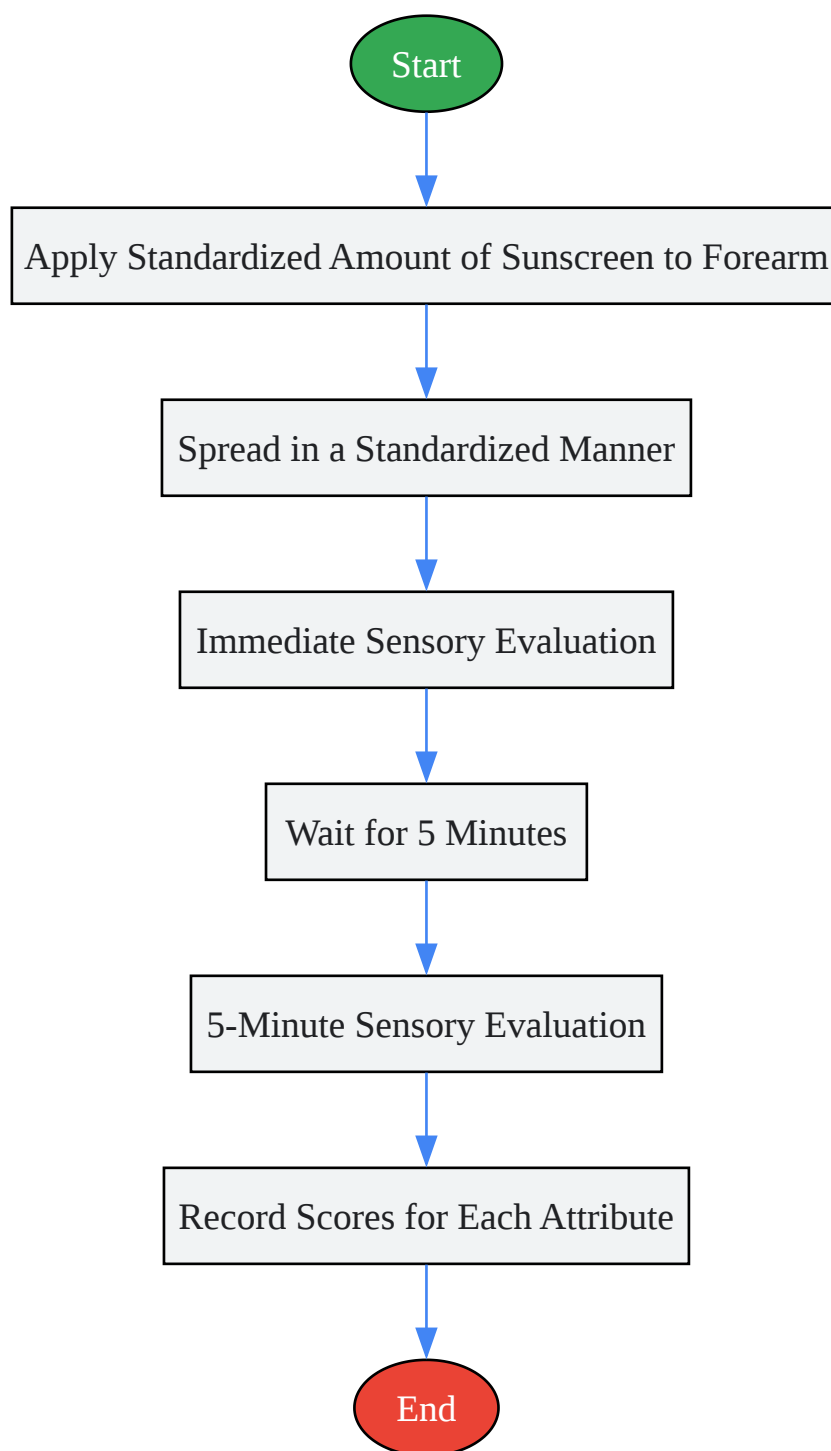 Start
Apply Standardized Amount of Sunscreen to Forearm
Spread in a Standardized Manner
Immediate Sensory Evaluation
Wait for 5 Minutes
5-Minute Sensory Evaluation
Record Scores for Each Attribute
End